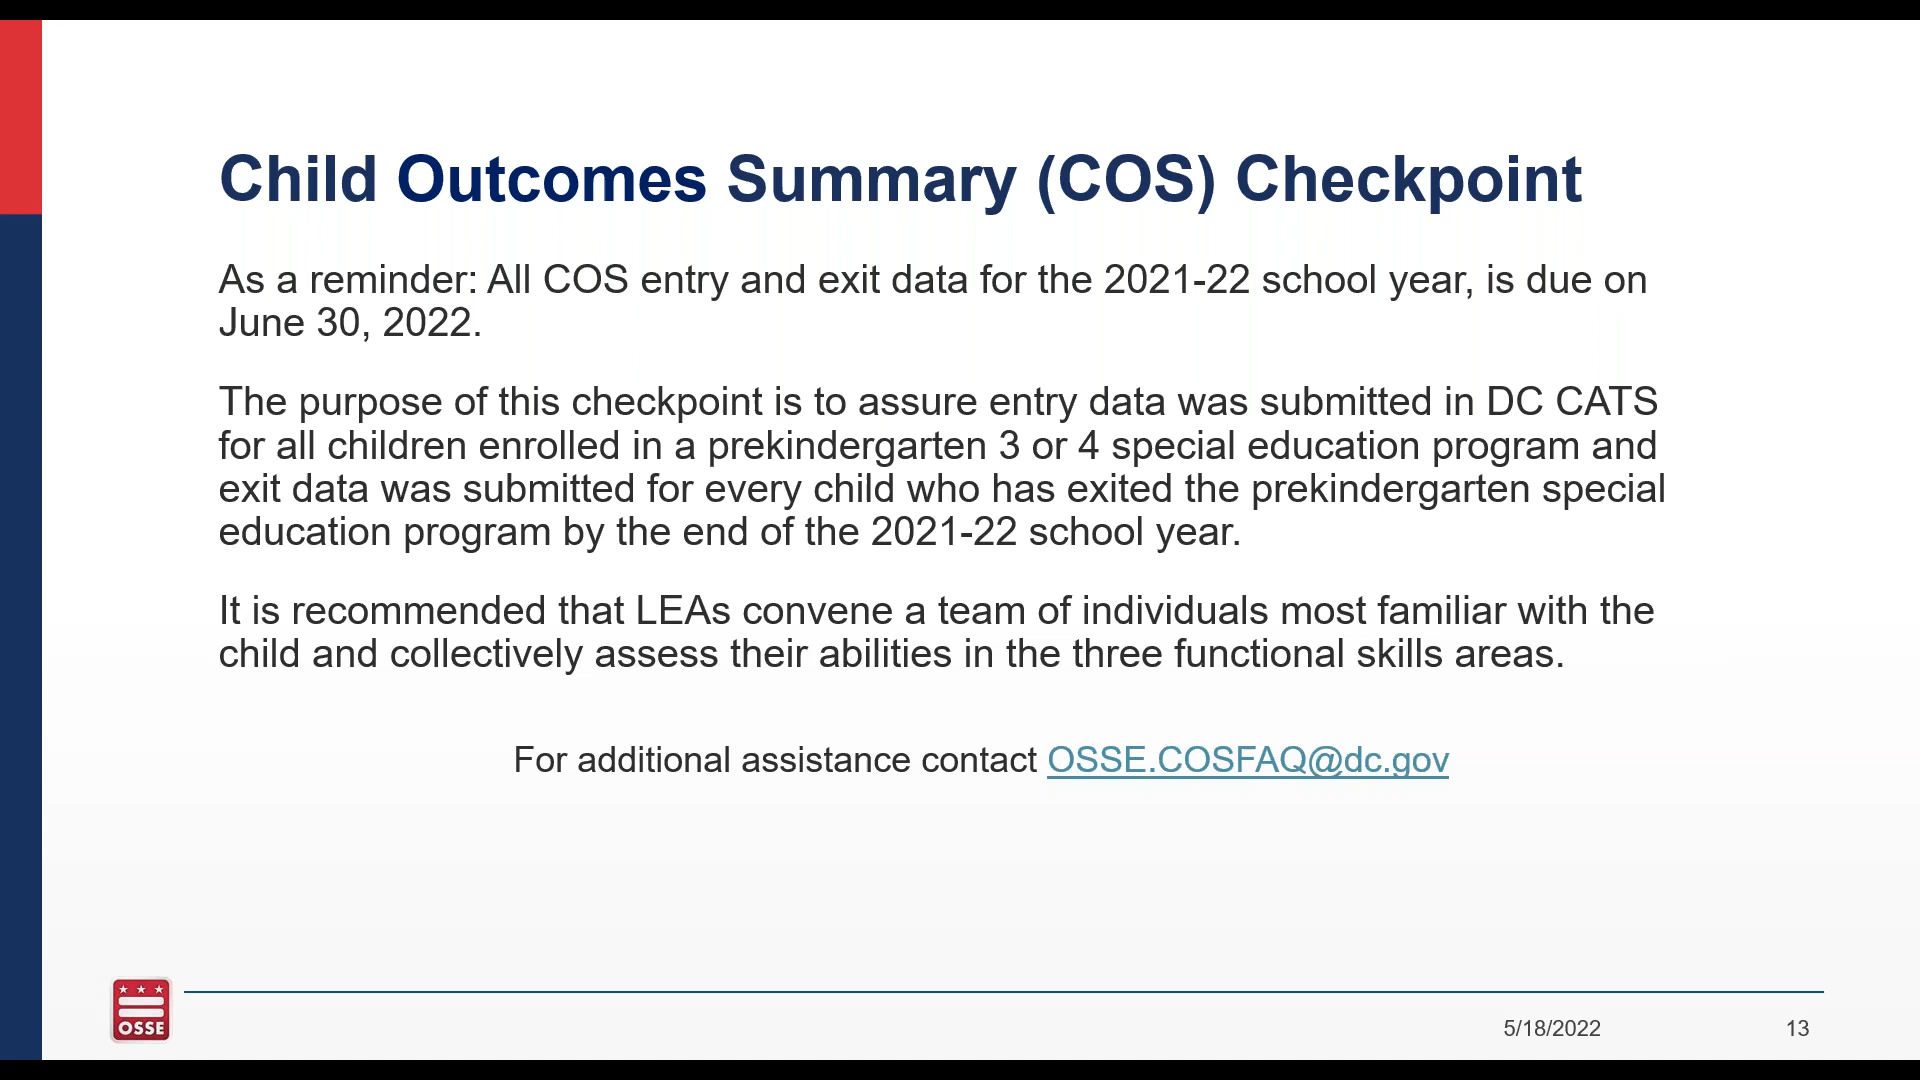 Child Outcomes Summary (COS) Checkpoint
As a reminder: All COS entry and exit data for the 2021-22 school year, is due on
June 30, 2022.
The purpose of this checkpoint is to assure entry data was submitted in DC CATS
for all children enrolled in a prekindergarten 3 or 4 special education program and
exit data was submitted for every child who has exited the prekindergarten special
education program by the end of the 2021-22 school year.
It is recommended that LEAs convene a team of individuals most familiar with the
child and collectively assess their abilities in the three functional skills areas.
For additional assistance contact OSSE.COSFAQ@dc.gov
OSSE
5/18/2022
13